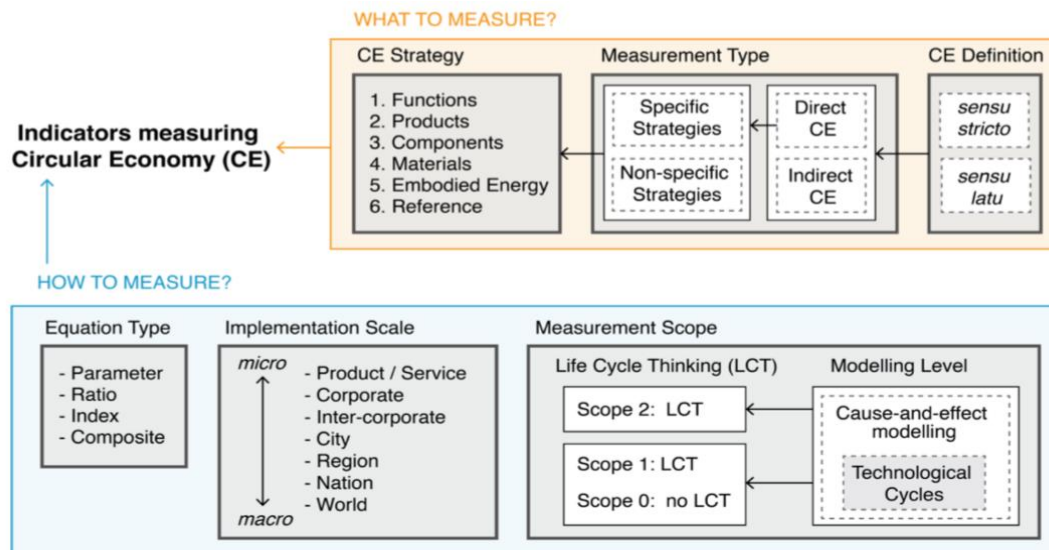 WHAT TO MEASURE?
CE Strategy
1. Functions
2. Products
3. Components
4. Materials
5. Embodied Energy
6. Reference
Measurement Type
Specific
Strategies
Non-specific
Strategies
Direct
CE
Indirect
CE
CE Definition
sensu
stricto
sensu
latu
Indicators measuring
Circular Economy (CE)
HOW TO MEASURE?
Equation Type
- Parameter
- Ratio
- Index
- Composite
Implementation Scale
micro
macro
- Product / Service
- Corporate
- Inter-corporate
- City
- Region
- Nation
- World
Measurement Scope
Life Cycle Thinking (LCT)
Scope 2: LCT
Scope 1: LCT
Scope 0: no LCT
Modelling Level
Cause-and-effect
modelling
Technological
Cycles